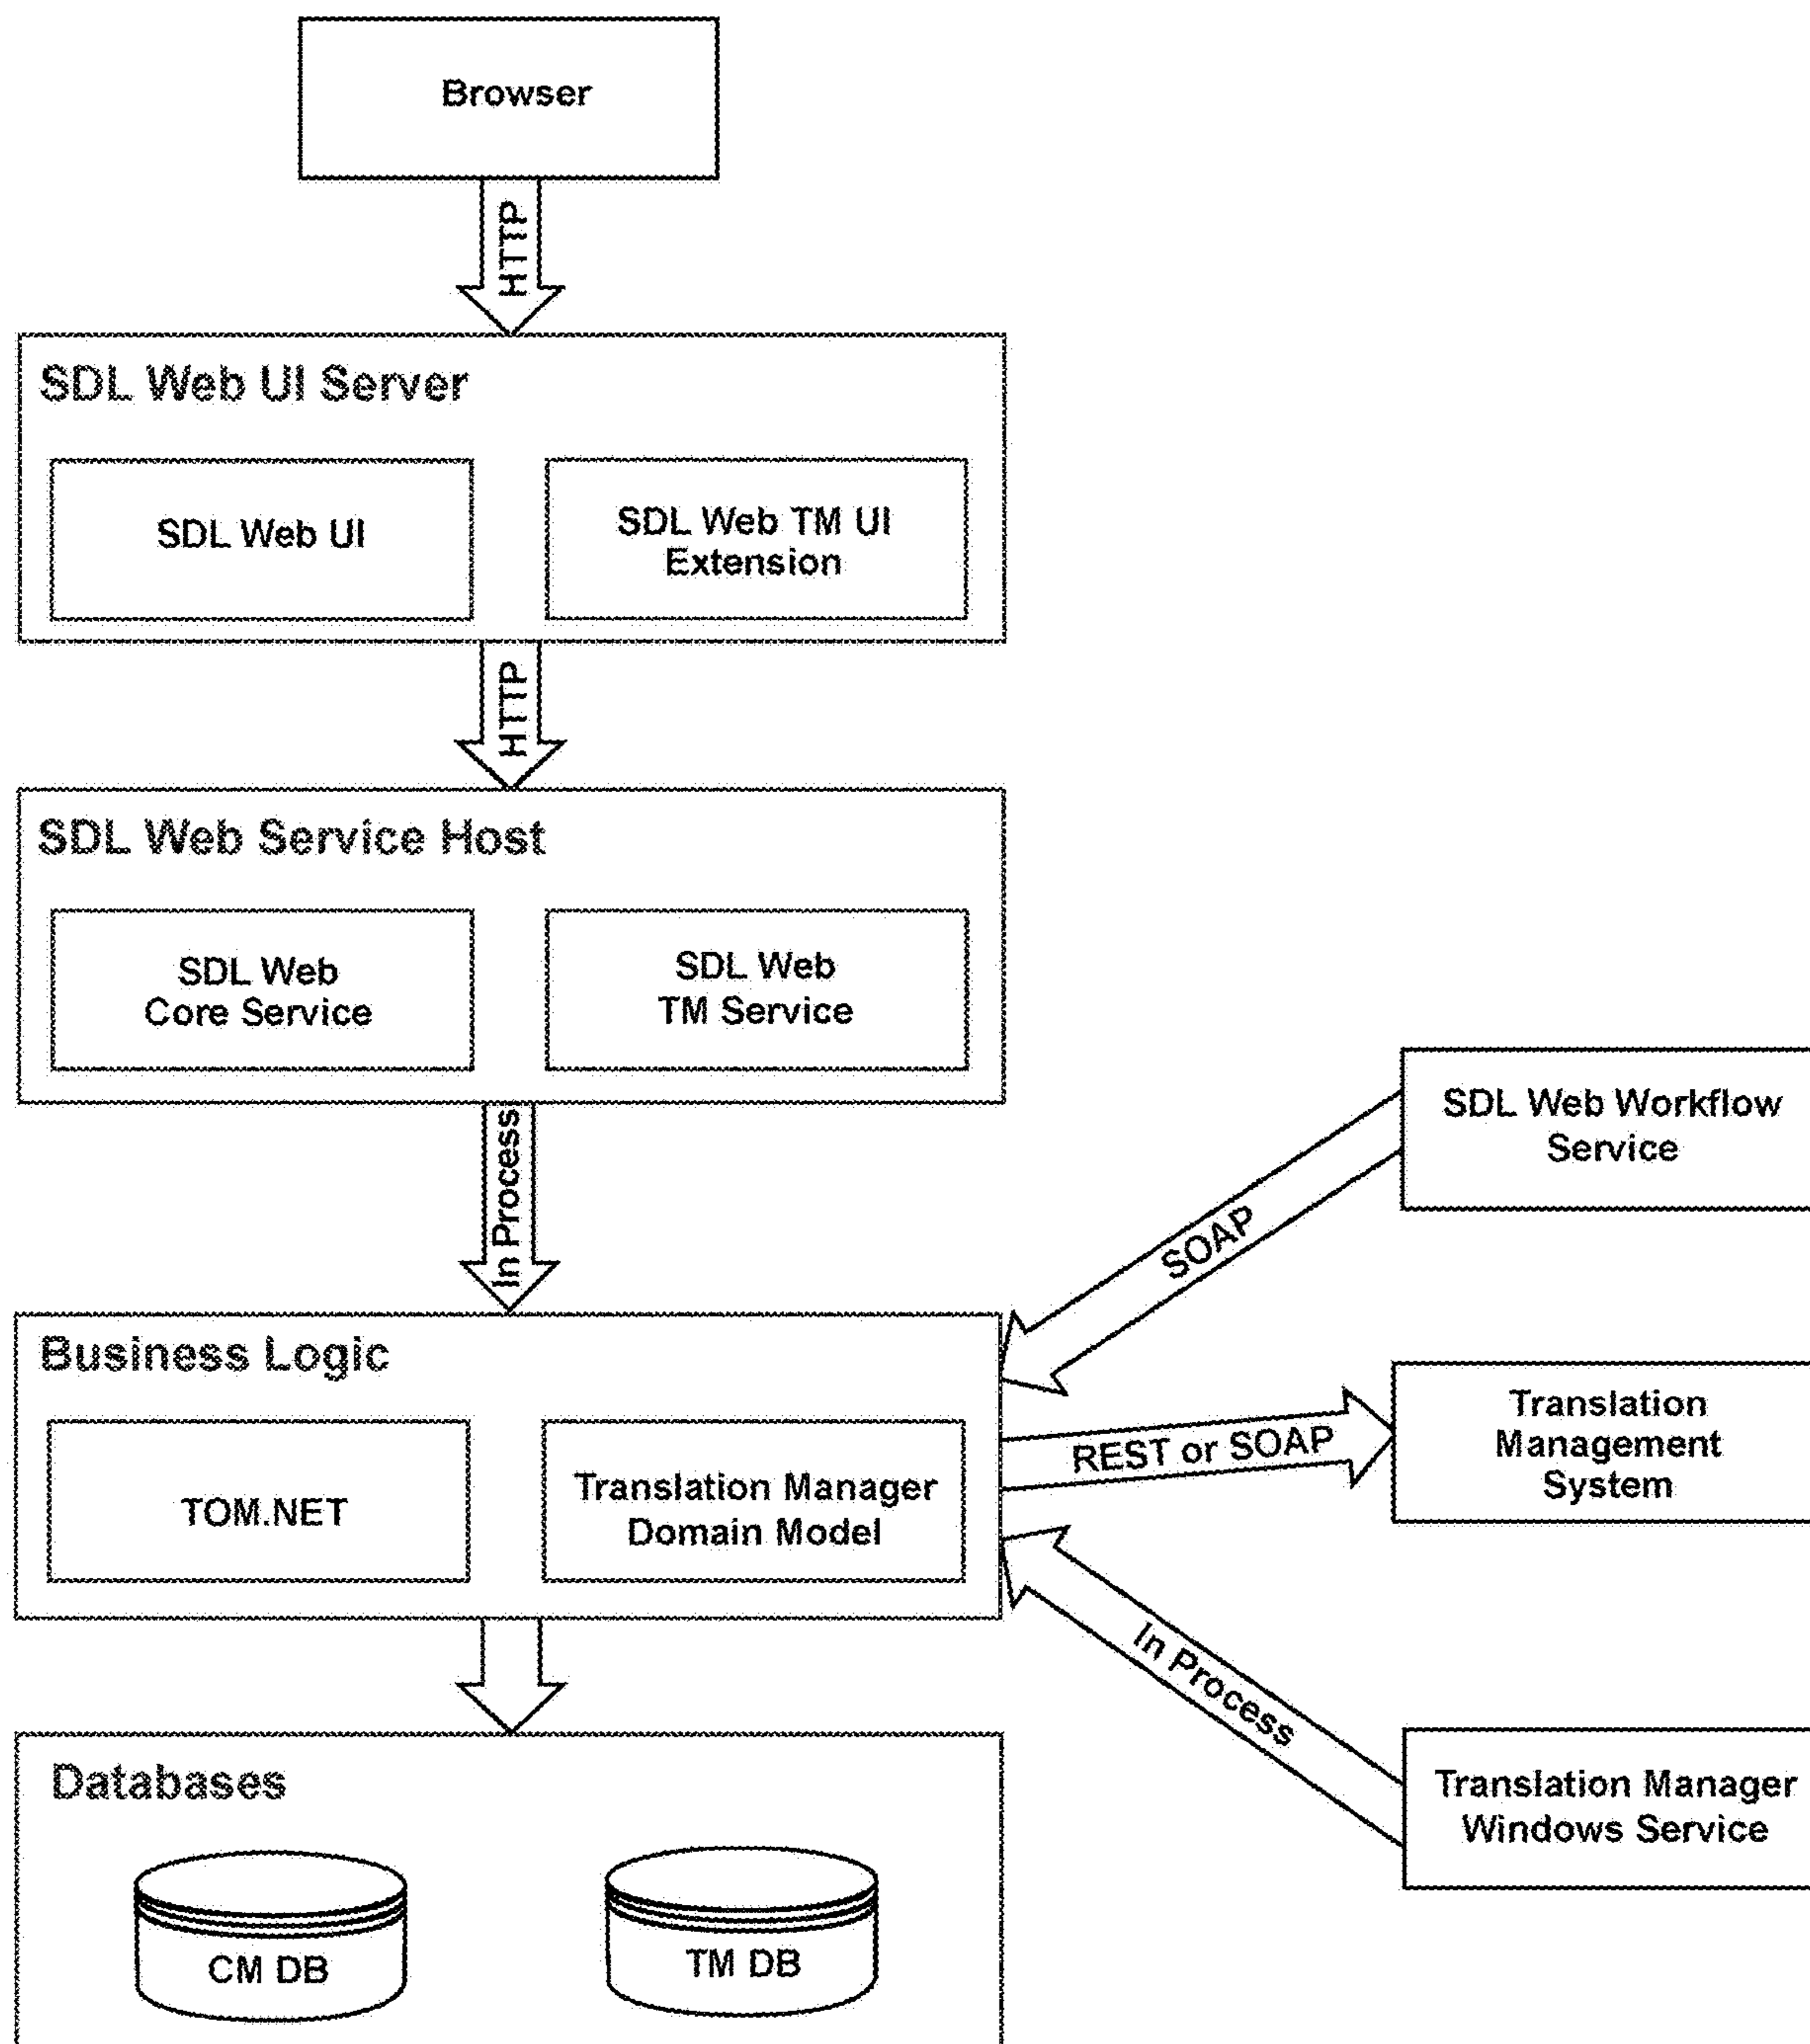 Browser
HTTP
SDL Web UI Server
SDL Web UI
SDL Web TM UI
Extension
HTTP
SDL Web Service Host
SDL Web
Core Service
SDL Web
TM Service
In Process
SDL Web Workflow
Service
SOAP
Business Logic
TOM.NET
Translation Manager
Domain Model
REST or SOAP
Translation
Management
System
In Process
Translation Manager
Windows Service
Databases
CM DB
TM DB